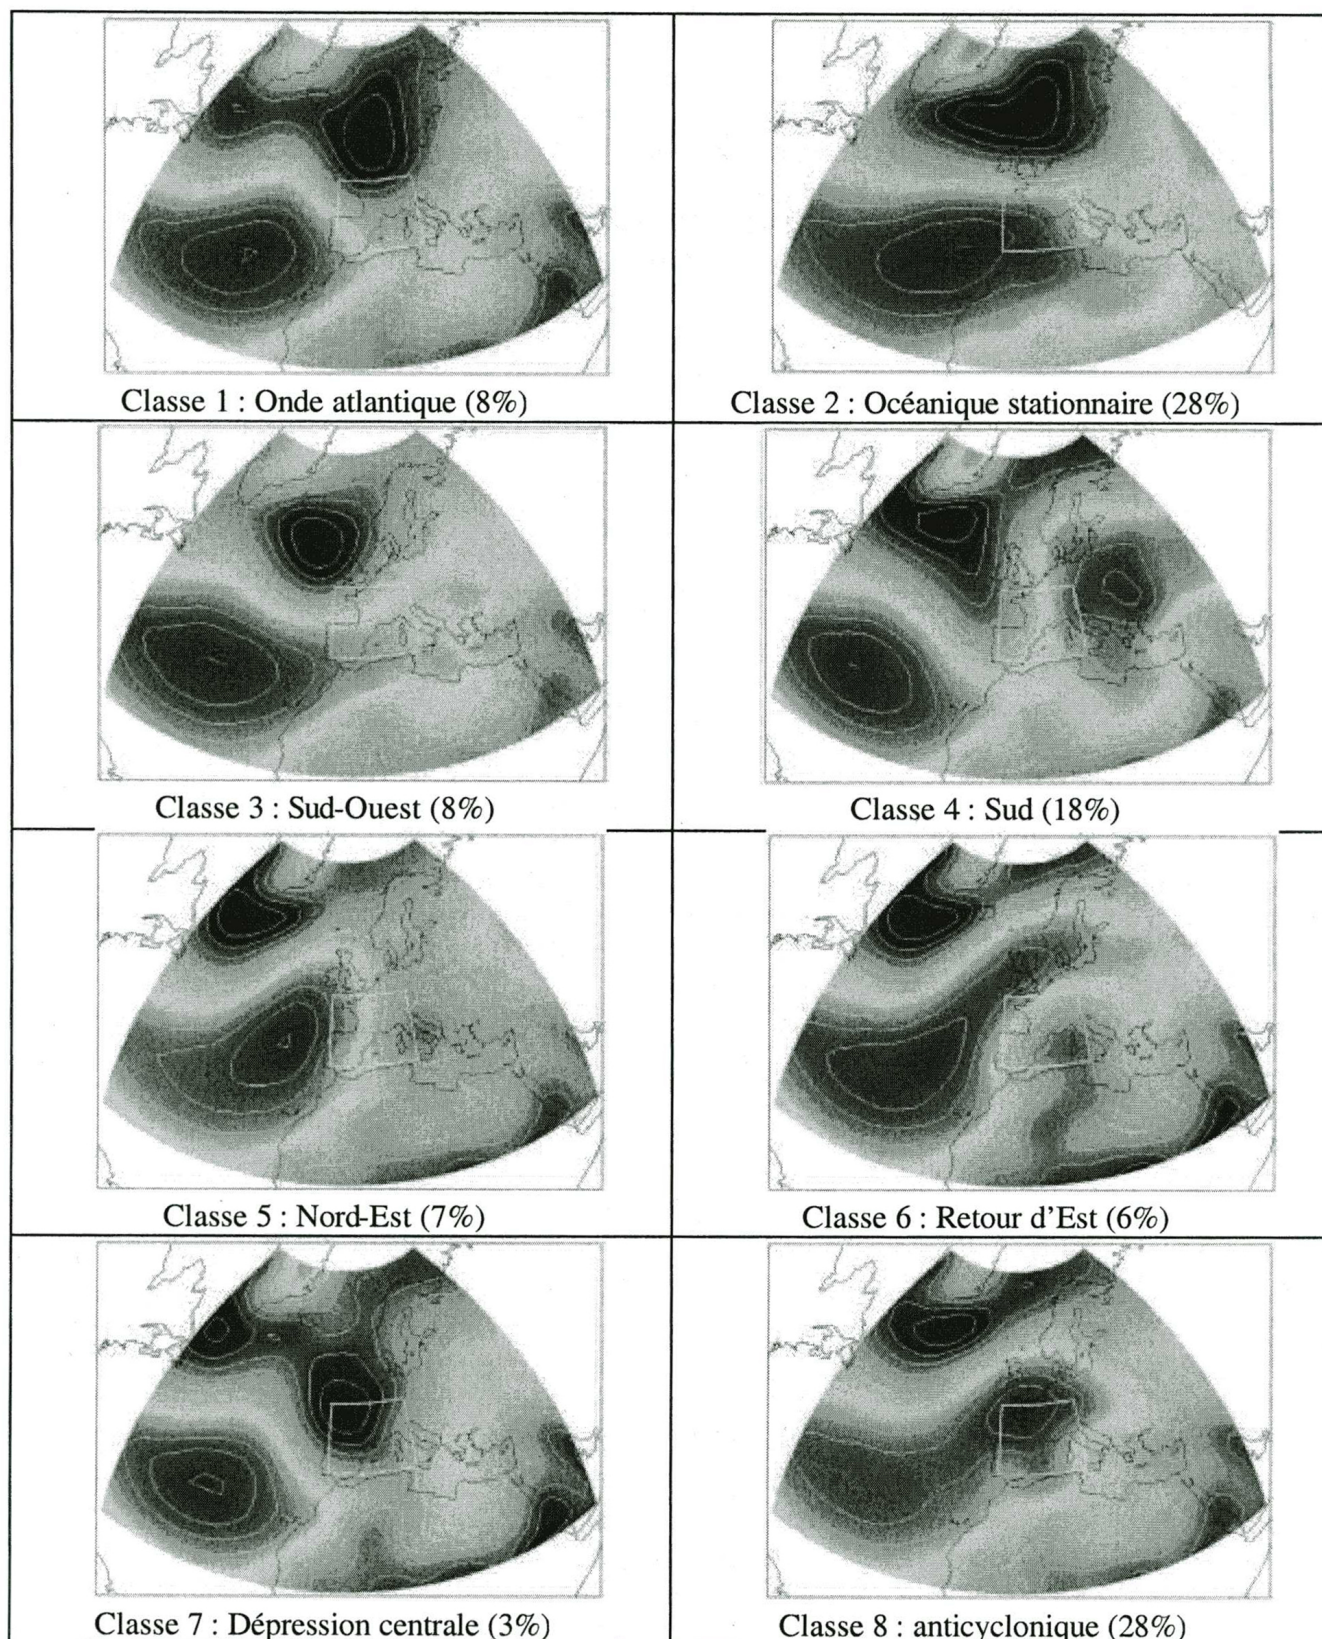 Classe 1 : Onde atlantique (8%)
Classe 2 : Océanique stationnaire (28%)
Classe 3 : Sud-Ouest (8%)
Classe 4 : Sud (18%)
Classe 5 : Nord-Est (7%)
Classe 6 : Retour d'Est (6%)
Classe 7 : Dépression centrale (3%)
Classe 8 : anticyclonique (28%)